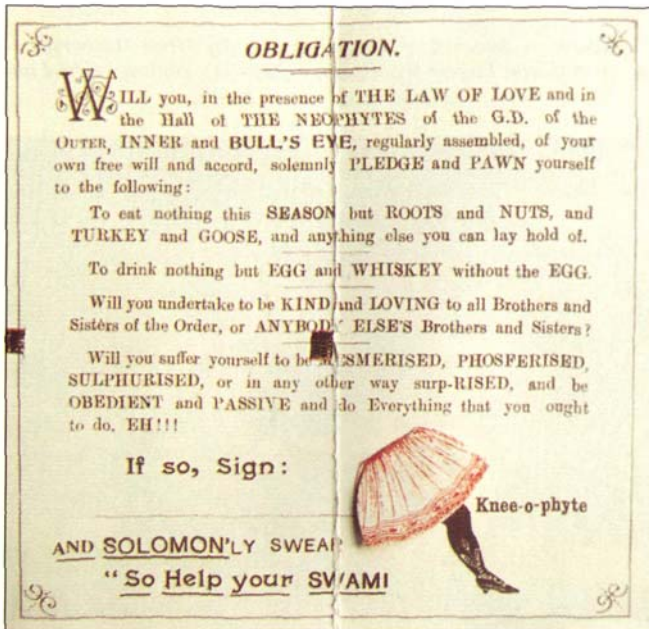 OBLIGATION.
WILL you, in the presence of THE LAW OF LOVE and in
the Hall of THE NEOPHYTES of the G.D. of the
OUTER, INNER and BULL'S EYE, regularly assembled, of your
own free will and accord, solemnly PLEDGE and PAWN yourself
to the following:
To eat nothing this SEASON but ROOTS and NUTS, and
TURKEY and GOOSE, and anything else you can lay hold of.
To drink nothing but EGG and WHISKEY without the EGG.
Will you undertake to be KIND and LOVING to all Brothers and
Sisters of the Order, or ANYBODY ELSE'S Brothers and Sisters?
Will you suffer yourself to be MESMERISED, PHOSFERISED,
SULPHURISED, or in any other way surp-RISED, and be
OBEDIENT and PASSIVE and do Everything that you ought
to do. EH!!!
If so, Sign:
Knee-o-phyte
AND SOLOMON'LY SWEAR
"So Help your SWAMI